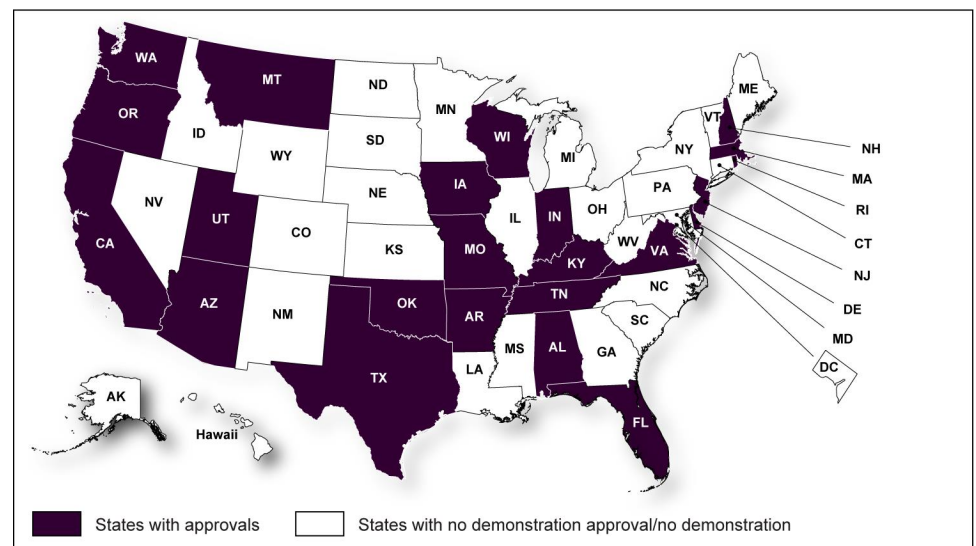 WA
MT
ND
MN
ME
VT
OR
ID
SD
WI
NY
NH
WY
MI
MA
IA
NE
PA
RI
NV
IL
OH
IN
UT
CO
CT
CA
KS
MO
WV
VA
KY
NJ
NC
TN
AZ
OK
DE
NM
AR
SC
MD
MS
AL
GA
DC
LA
TX
AK
FL
Hawaii
States with approvals
States with no demonstration approval/no demonstration